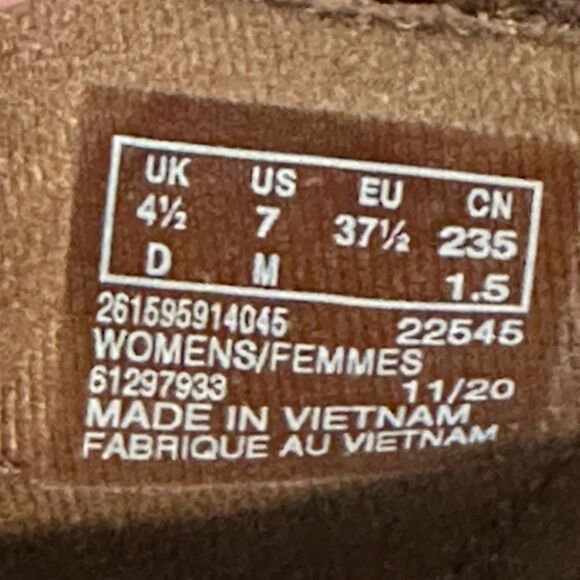 UK US EU CN
4½ 7 37½ 235
D M 1.5
261595914045 22545
WOMENS/FEMMES
61297933 11/20
MADE IN VIETNAM
FABRIQUE AU VIETNAM